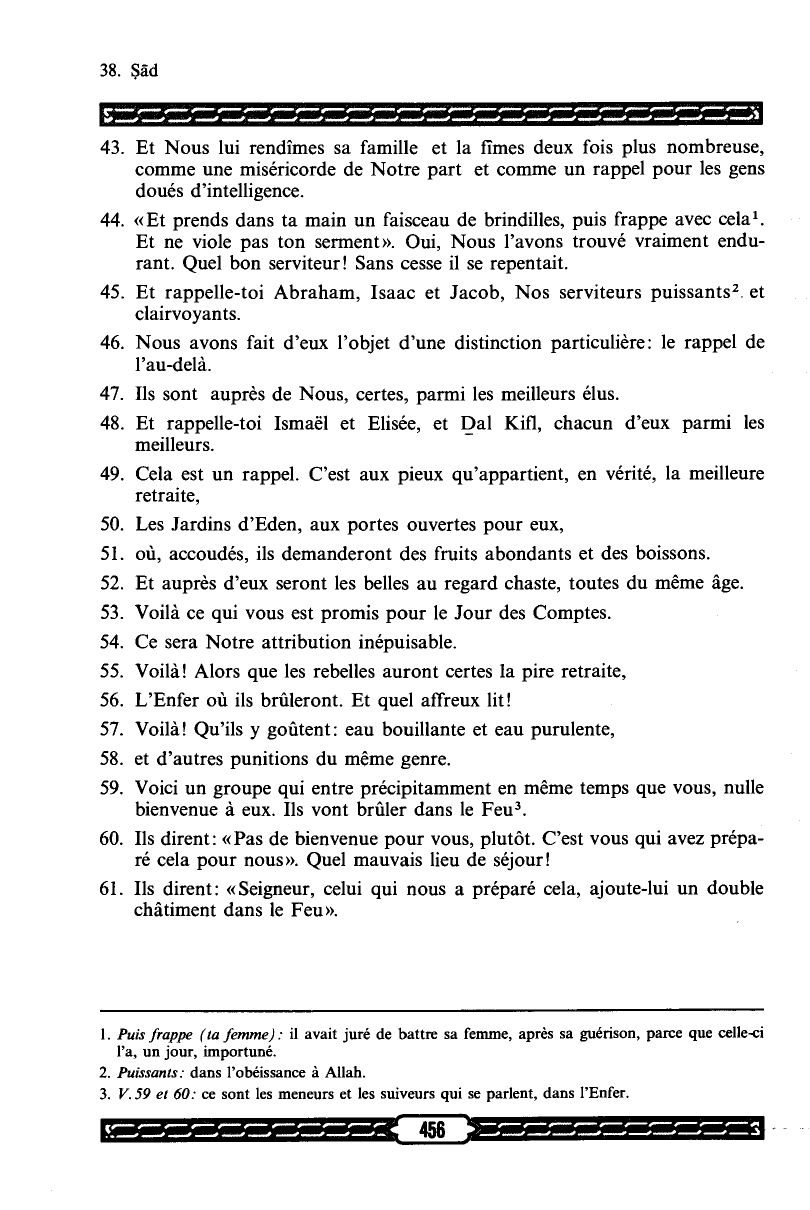 38. Ṣād
43. Et Nous lui rendîmes sa famille et la fîmes deux fois plus nombreuse,
comme une miséricorde de Notre part et comme un rappel pour les gens
doués d'intelligence.
44. «Et prends dans ta main un faisceau de brindilles, puis frappe avec cela¹.
Et ne viole pas ton serment». Oui, Nous l'avons trouvé vraiment endu-
rant. Quel bon serviteur! Sans cesse il se repentait.
45. Et rappelle-toi Abraham, Isaac et Jacob, Nos serviteurs puissants² et
clairvoyants.
46. Nous avons fait d'eux l'objet d'une distinction particulière: le rappel de
l'au-delà.
47. Ils sont auprès de Nous, certes, parmi les meilleurs élus.
48. Et rappelle-toi Ismaël et Elisée, et Ḏal Kifl, chacun d'eux parmi les
meilleurs.
49. Cela est un rappel. C'est aux pieux qu'appartient, en vérité, la meilleure
retraite,
50. Les Jardins d'Eden, aux portes ouvertes pour eux,
51. où, accoudés, ils demanderont des fruits abondants et des boissons.
52. Et auprès d'eux seront les belles au regard chaste, toutes du même âge.
53. Voilà ce qui vous est promis pour le Jour des Comptes.
54. Ce sera Notre attribution inépuisable.
55. Voilà! Alors que les rebelles auront certes la pire retraite,
56. L'Enfer où ils brûleront. Et quel affreux lit!
57. Voilà! Qu'ils y goûtent: eau bouillante et eau purulente,
58. et d'autres punitions du même genre.
59. Voici un groupe qui entre précipitamment en même temps que vous, nulle
bienvenue à eux. Ils vont brûler dans le Feu³.
60. Ils dirent: «Pas de bienvenue pour vous, plutôt. C'est vous qui avez prépa-
ré cela pour nous». Quel mauvais lieu de séjour!
61. Ils dirent: «Seigneur, celui qui nous a préparé cela, ajoute-lui un double
châtiment dans le Feu».
1. Puis frappe (ta femme): il avait juré de battre sa femme, après sa guérison, parce que celle-ci
l'a, un jour, importuné.
2. Puissants: dans l'obéissance à Allah.
3. V.59 et 60: ce sont les meneurs et les suiveurs qui se parlent, dans l'Enfer.
456